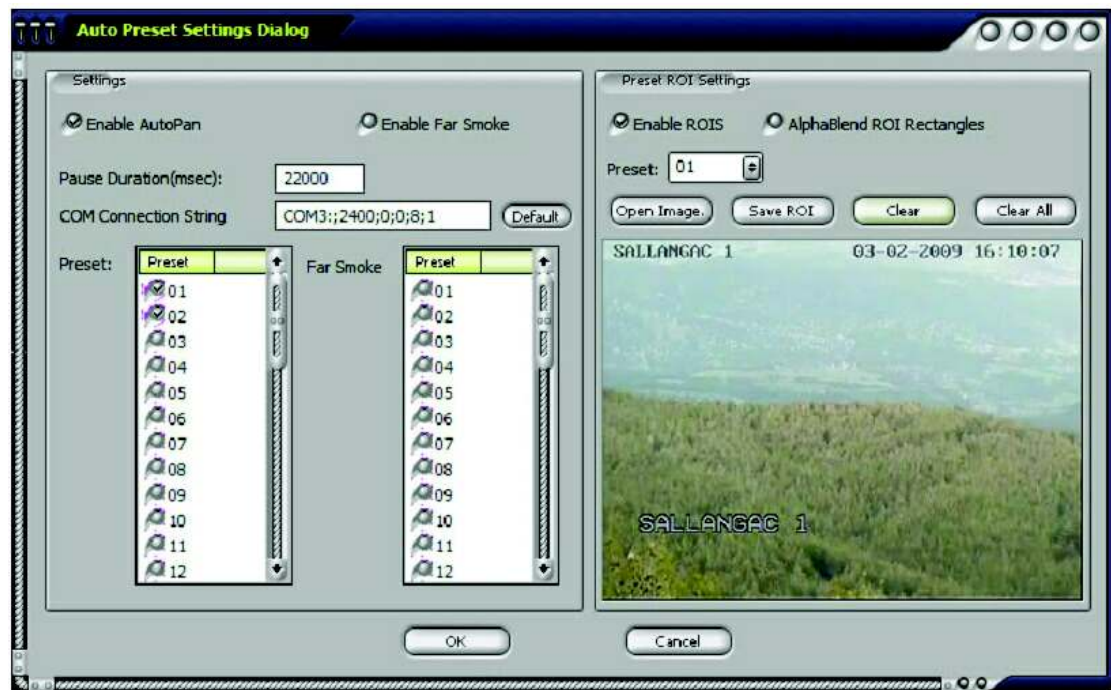 Auto Preset Settings Dialog
Settings
Enable AutoPan
Enable Far Smoke
Pause Duration(msec):
22000
COM Connection String
COM3:;2400;0;0;8;1
Default
Preset:
Preset
01
02
03
04
05
06
07
08
09
10
11
12
Far Smoke
Preset
01
02
03
04
05
06
07
08
09
10
11
12
Preset ROI Settings
Enable ROIS
AlphaBlend ROI Rectangles
Preset:
01
Open Image.
Save ROI
Clear
Clear All
SALLANGAC 1
03-02-2009 16:10:07
SALLANGAC 1
OK
Cancel